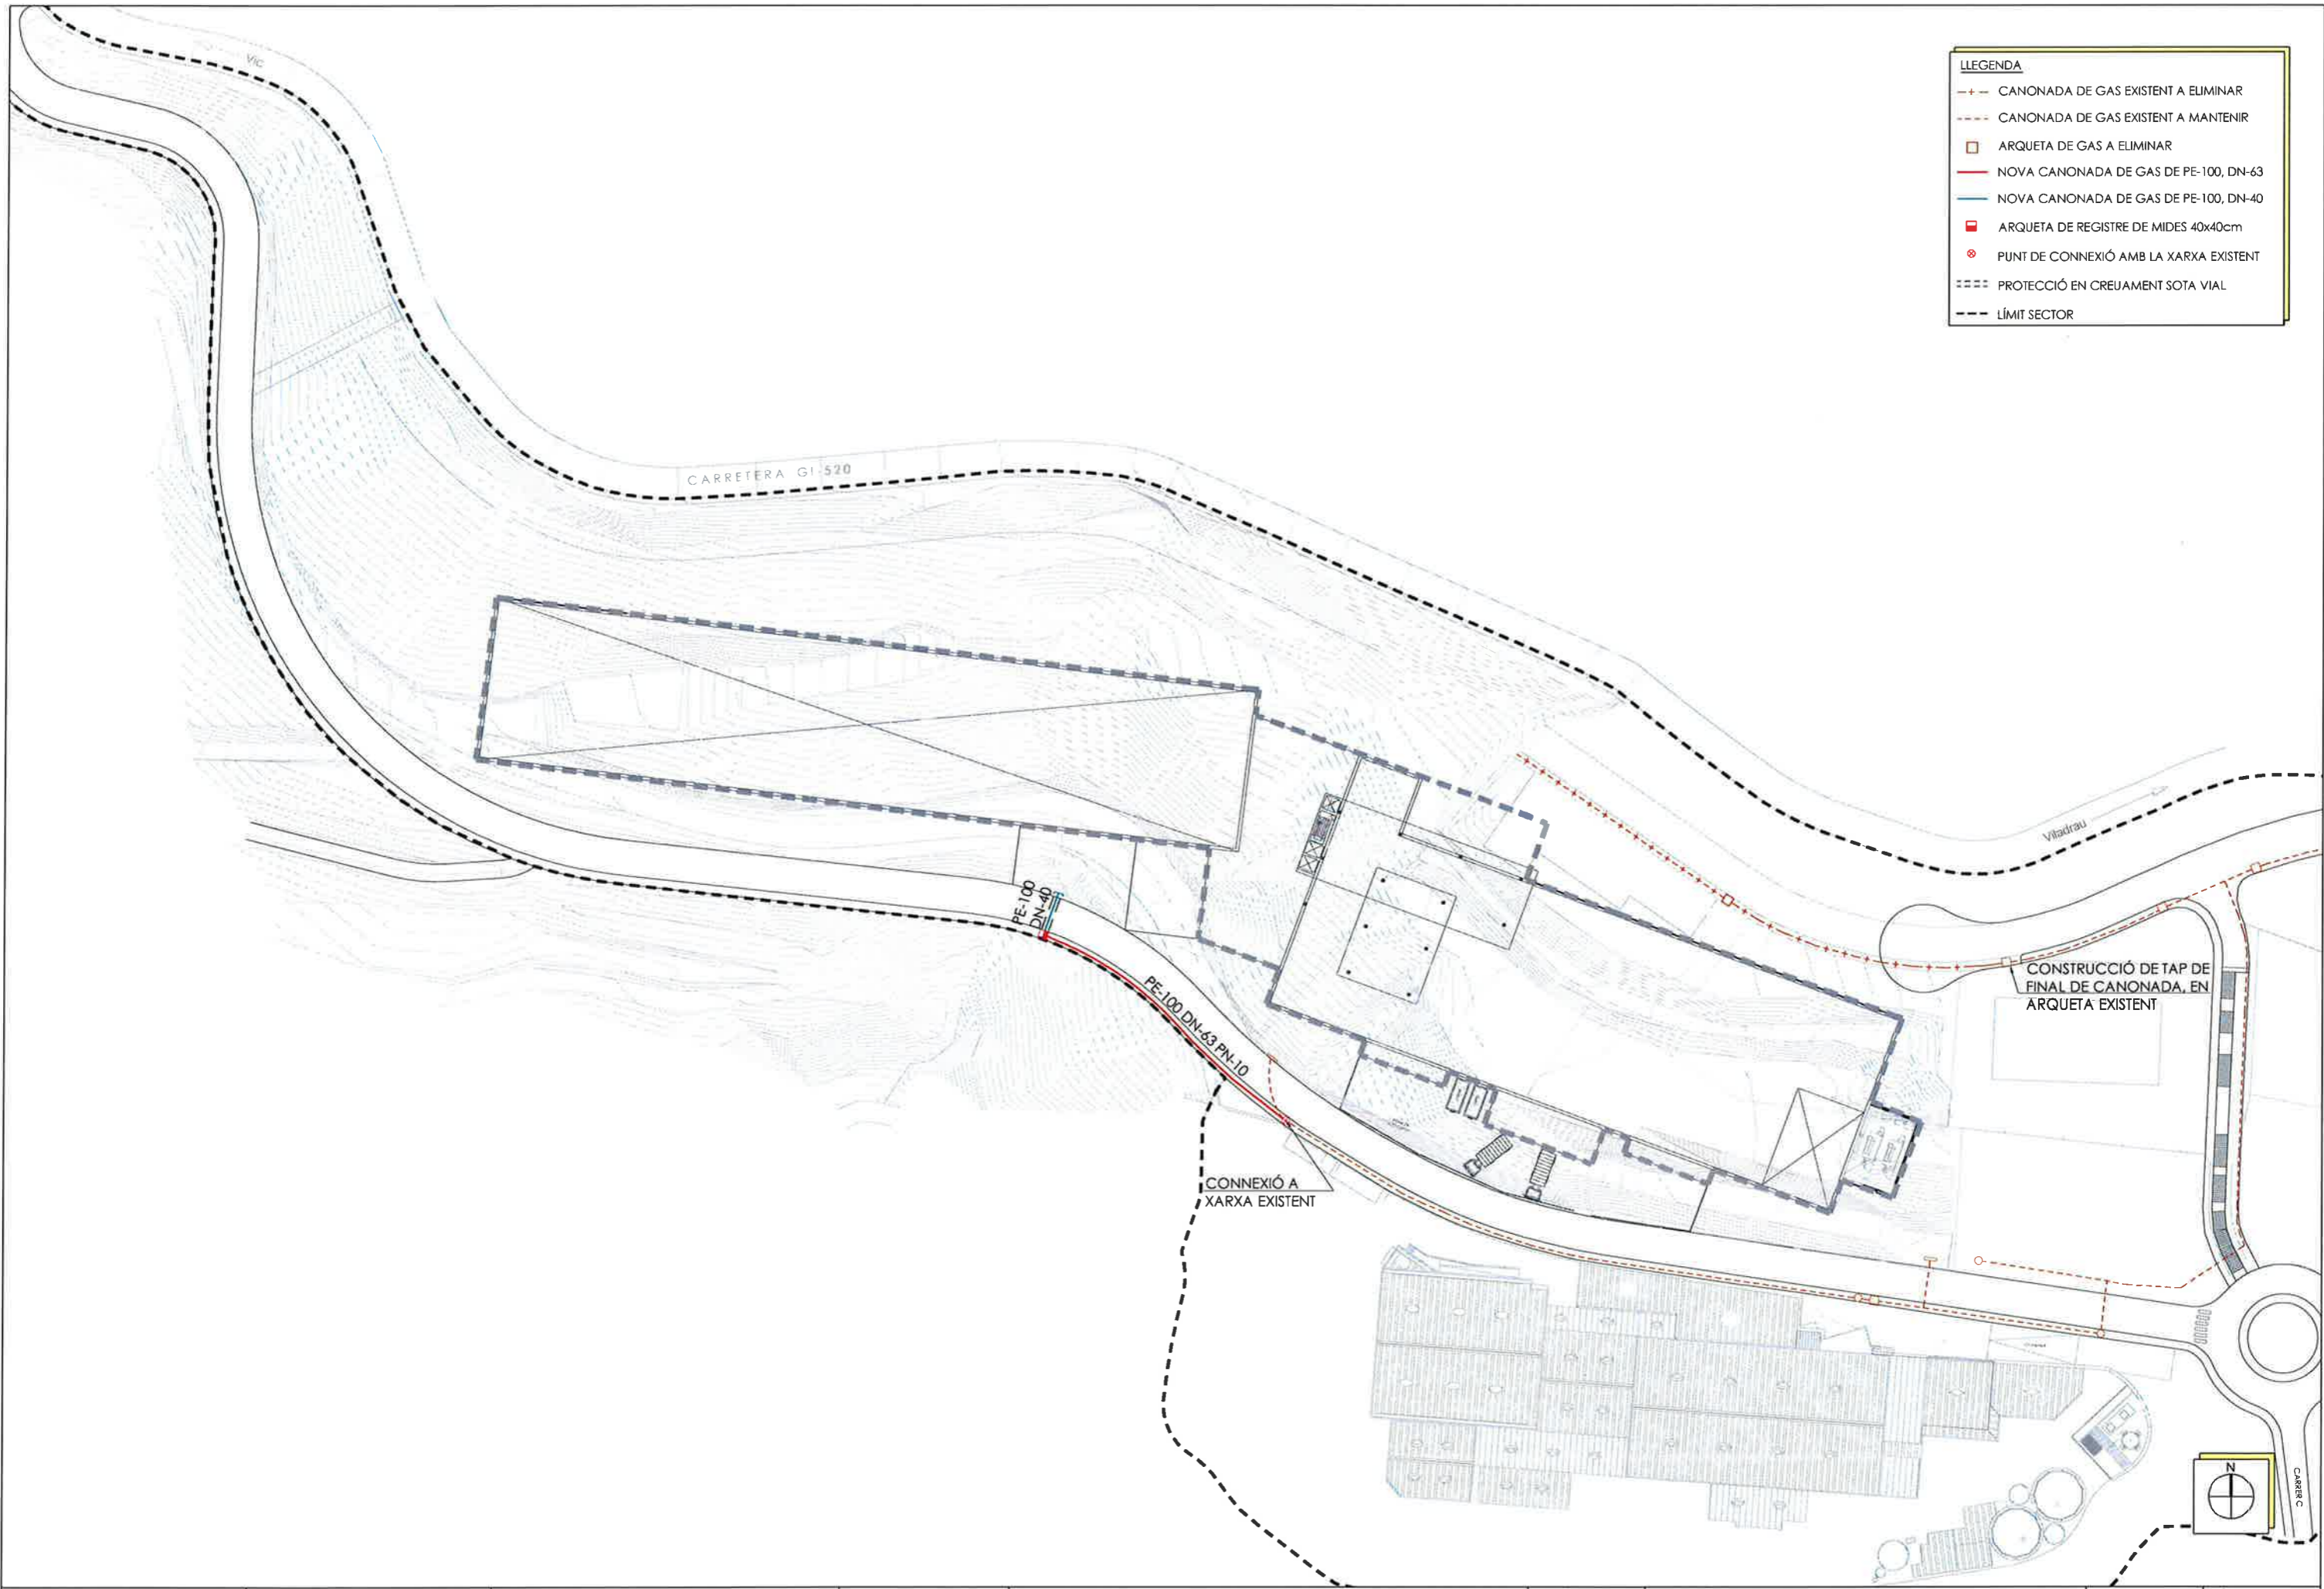 LLEGENDA
CANONADA DE GAS EXISTENT A ELIMINAR
CANONADA DE GAS EXISTENT A MANTENIR
ARQUETA DE GAS A ELIMINAR
NOVA CANONADA DE GAS DE PE-100, DN-63
NOVA CANONADA DE GAS DE PE-100, DN-40
ARQUETA DE REGISTRE DE MIDES 40x40cm
PUNT DE CONNEXIÓ AMB LA XARXA EXISTENT
PROTECCIÓ EN CREUAMENT SOTA VIAL
LÍMIT SECTOR
Vic
CARRETERA GI-520
Viladrau
PE-100
DN-40
PE-100 DN-63 PN-10
CONSTRUCCIÓ DE TAP DE
FINAL DE CANONADA, EN
ARQUETA EXISTENT
CONNEXIÓ A
XARXA EXISTENT
N
CARRER C